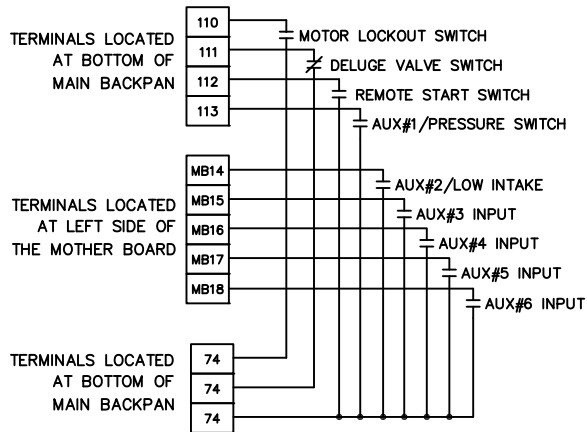 TERMINALS LOCATED
AT BOTTOM OF
MAIN BACKPAN
110
111
112
113
MOTOR LOCKOUT SWITCH
DELUGE VALVE SWITCH
REMOTE START SWITCH
AUX#1/PRESSURE SWITCH
TERMINALS LOCATED
AT LEFT SIDE OF
THE MOTHER BOARD
MB14
MB15
MB16
MB17
MB18
AUX#2/LOW INTAKE
AUX#3 INPUT
AUX#4 INPUT
AUX#5 INPUT
AUX#6 INPUT
TERMINALS LOCATED
AT BOTTOM OF
MAIN BACKPAN
74
74
74